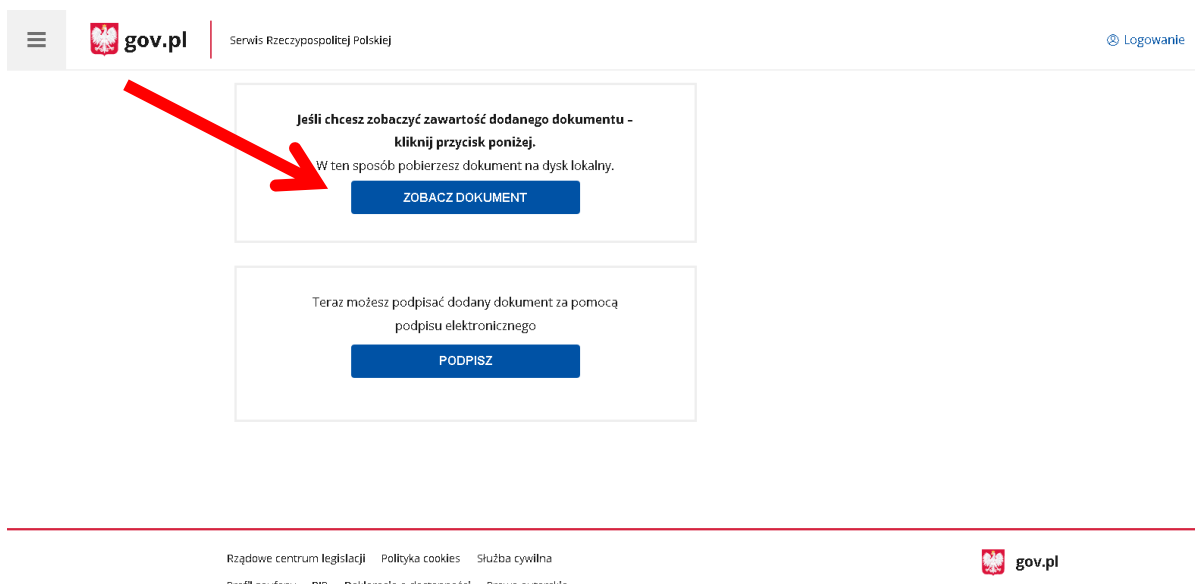 gov.pl
Serwis Rzeczypospolitej Polskiej
Logowanie
Jeśli chcesz zobaczyć zawartość dodanego dokumentu –
kliknij przycisk poniżej.
W ten sposób pobierzesz dokument na dysk lokalny.
ZOBACZ DOKUMENT
Teraz możesz podpisać dodany dokument za pomocą
podpisu elektronicznego
PODPISZ
Rządowe centrum legislacji Polityka cookies Służba cywilna
gov.pl